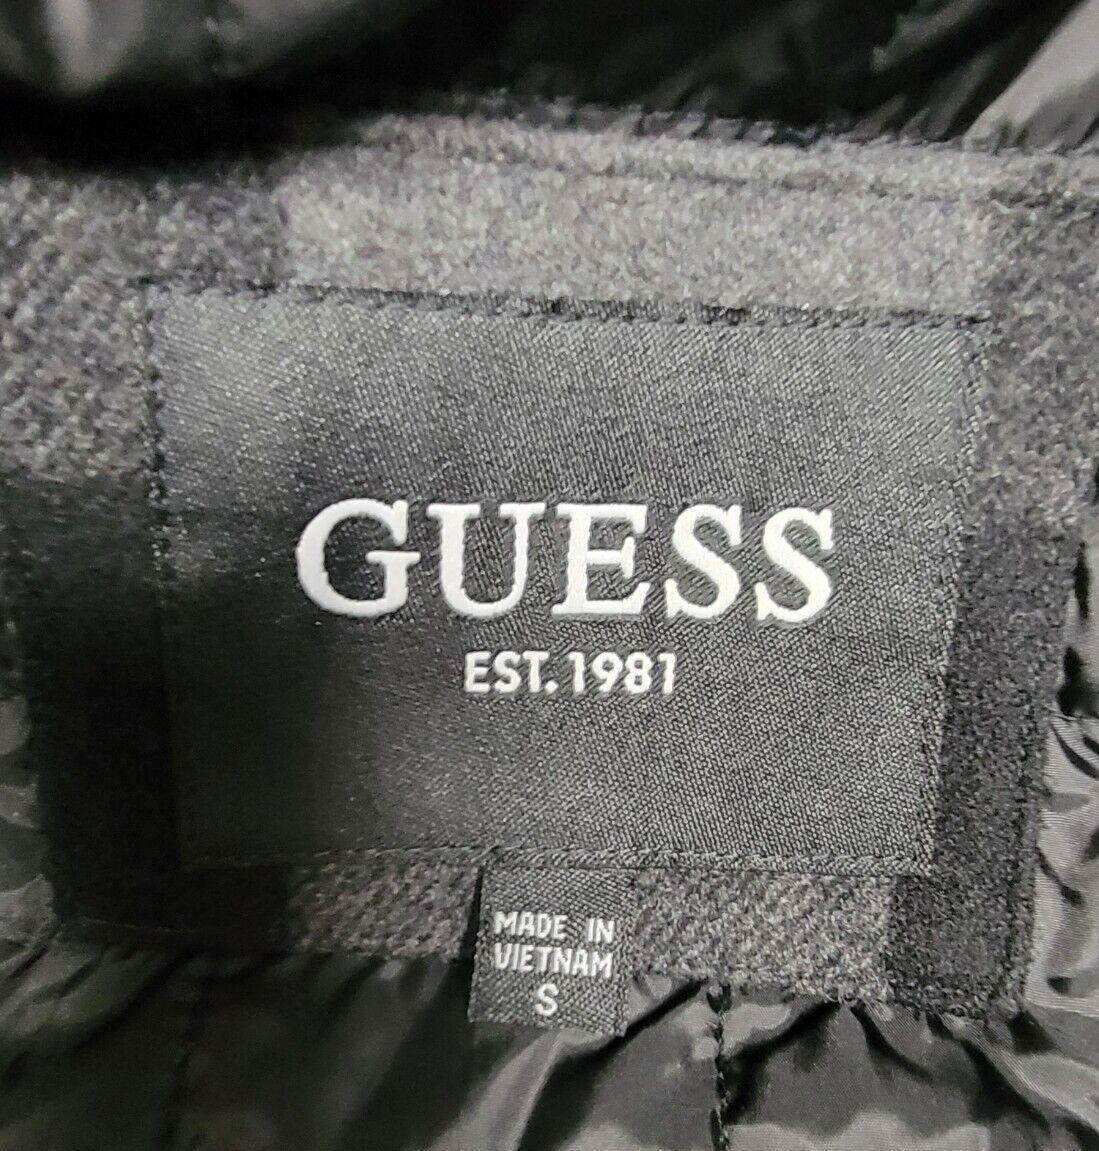 GUESS
EST. 1981
MADE IN
VIETNAM
S